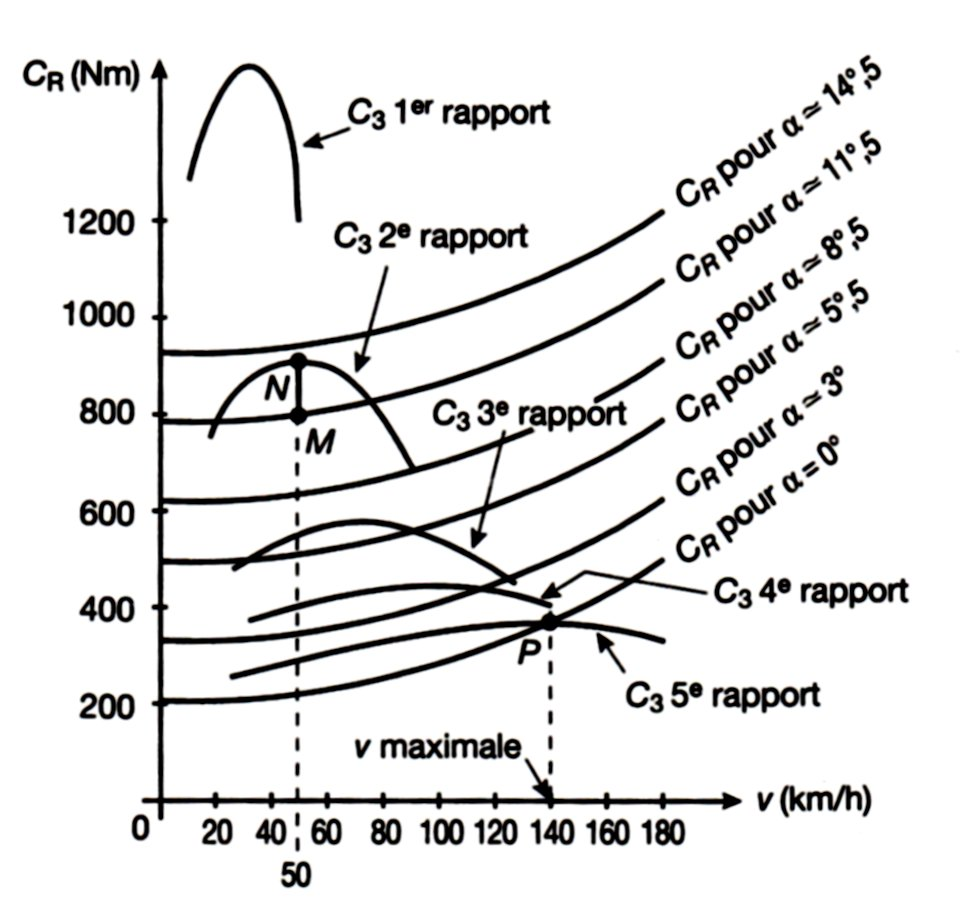 C_R (Nm)
C₃ 1er rapport
C_R pour α ≃ 14°,5
C_R pour α ≃ 11°,5
1200
C₃ 2e rapport
C_R pour α ≃ 8°,5
1000
C_R pour α ≃ 5°,5
800
N
M
C₃ 3e rapport
C_R pour α ≃ 3°
600
C_R pour α = 0°
400
C₃ 4e rapport
P
200
C₃ 5e rapport
v maximale
v (km/h)
0 20 40 60 80 100 120 140 160 180
50